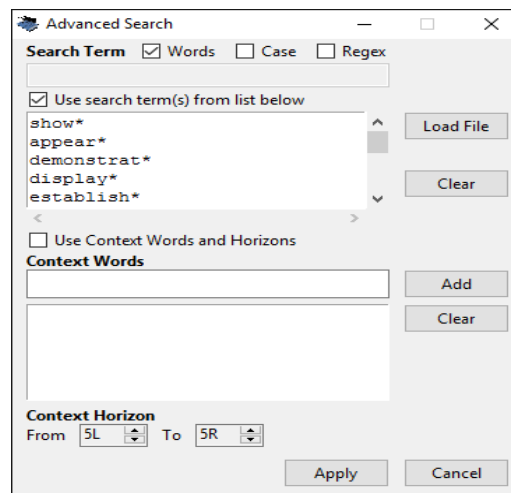 Advanced Search
Search Term Words Case Regex
Use search term(s) from list below
show*
appear*
demonstrat*
display*
establish*
Load File
Clear
Use Context Words and Horizons
Context Words
Add
Clear
Context Horizon
From 5L To 5R
Apply Cancel